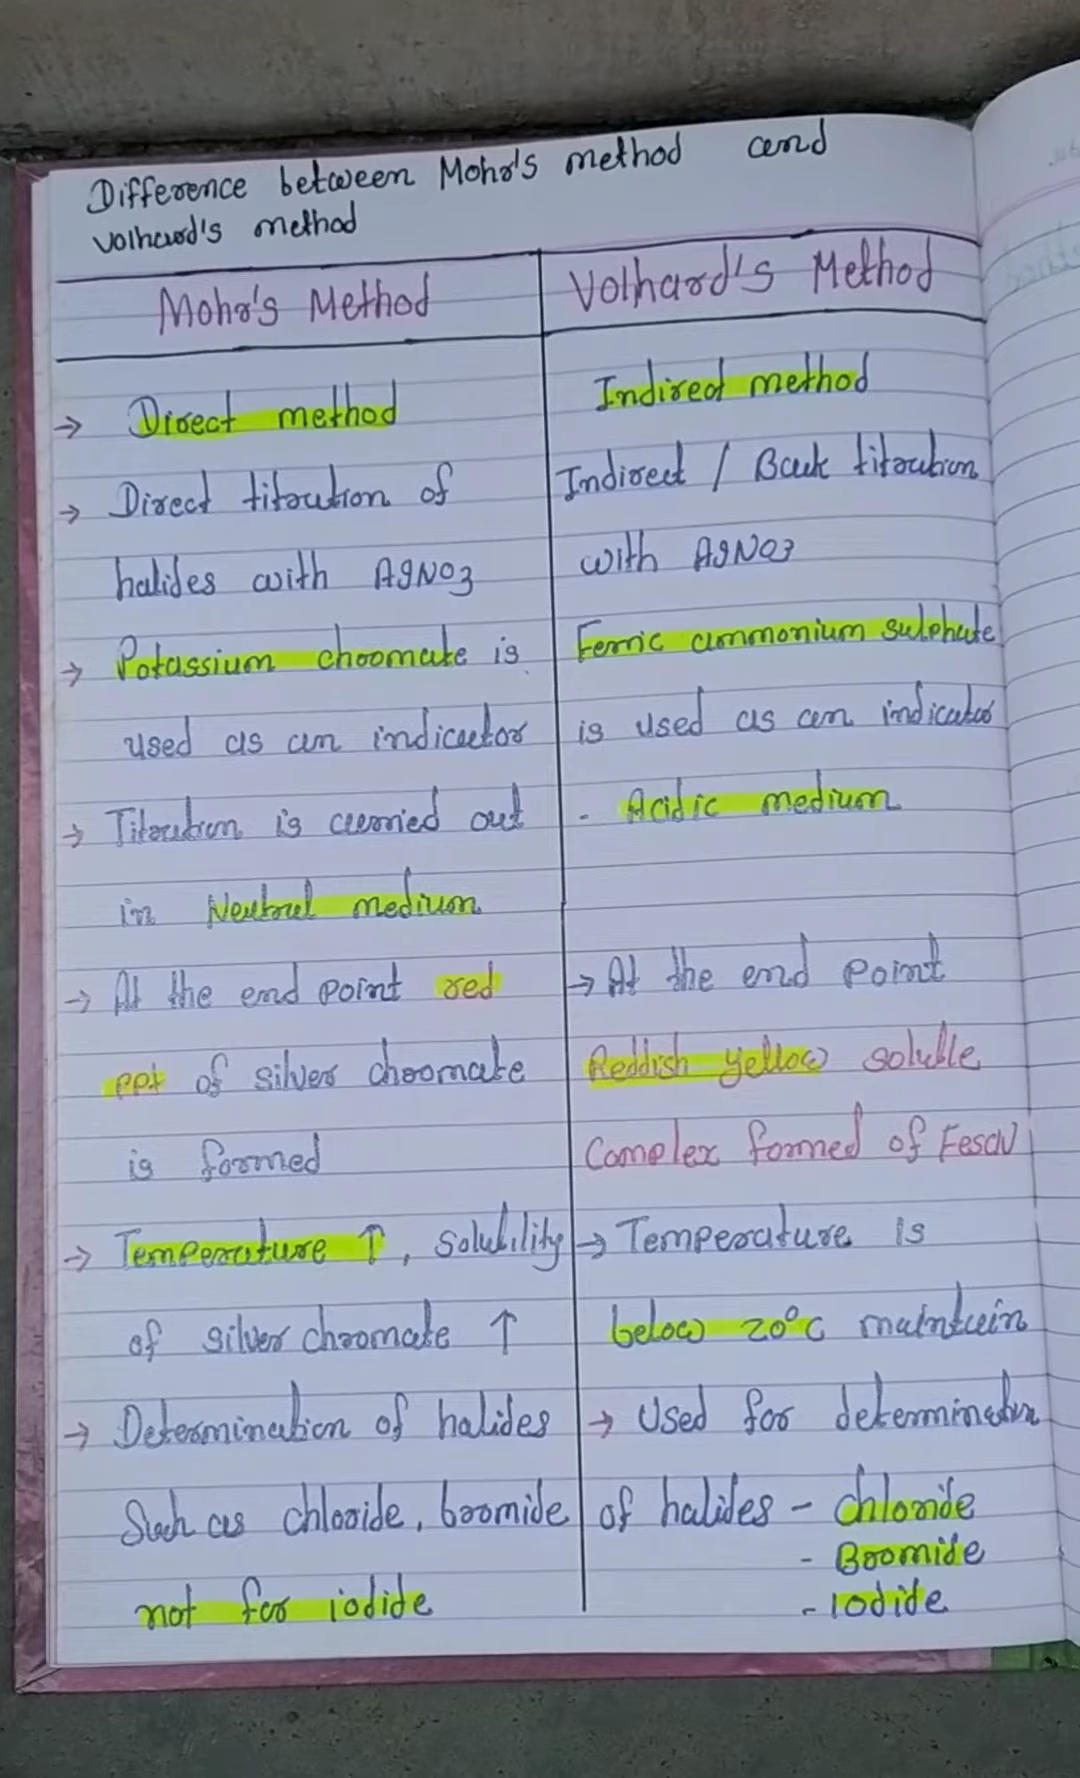 Difference between Mohr's method and
Volhard's method
Mohr's Method
Volhard's Method
→ Direct method
Indirect method
→ Direct titration of
Indirect / Back titration
halides with AgNO3
with AgNO3
→ Potassium chromate is
Ferric ammonium sulphate
used as an indicator
is used as an indicator
→ Titration is carried out
- Acidic medium
in Neutral medium
→ At the end point red
→ At the end point
ppt of silver chromate
Reddish yellow soluble
is formed
Complex formed of FeSCN
→ Temperature ↑, solubility
→ Temperature is
of silver chromate ↑
below 20°C maintain
→ Determination of halides
→ Used for determination
Such as chloride, bromide
of halides - chloride
- Bromide
not for iodide
- Iodide